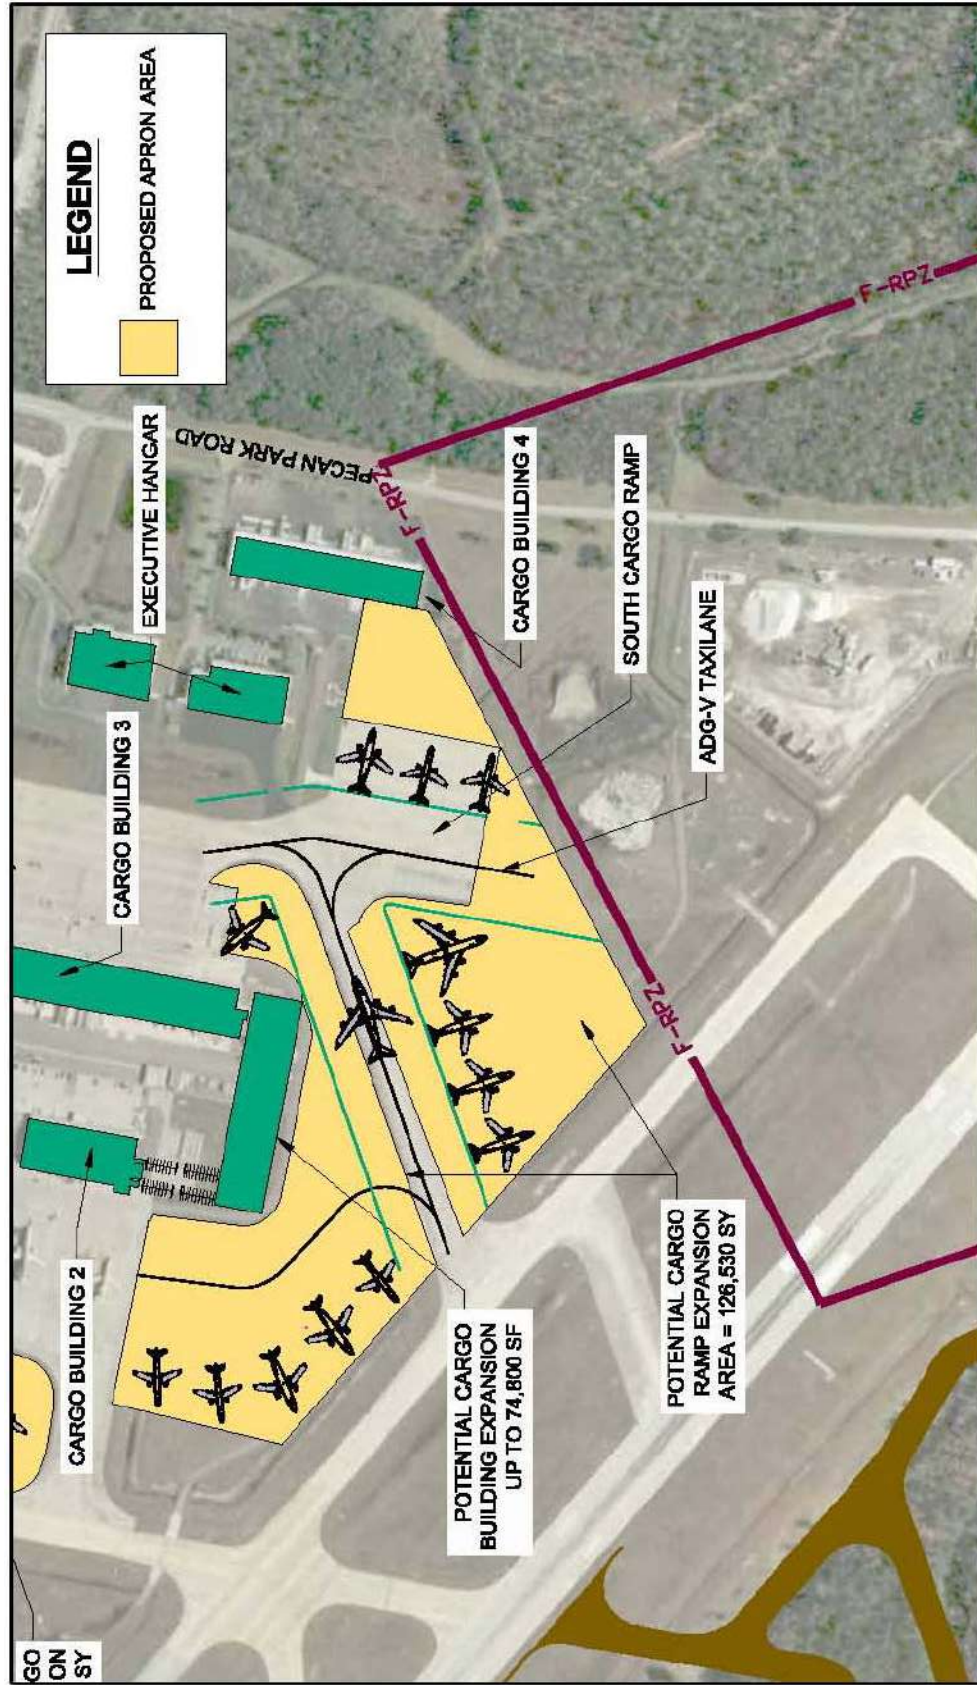 LEGEND
PROPOSED APRON AREA
GO
ON
SY
CARGO BUILDING 2
CARGO BUILDING 3
EXECUTIVE HANGAR
PECAN PARK ROAD
F-RPZ
F-RPZ
F-RPZ
CARGO BUILDING 4
SOUTH CARGO RAMP
ADG-V TAXILANE
POTENTIAL CARGO
BUILDING EXPANSION
UP TO 74,800 SF
POTENTIAL CARGO
RAMP EXPANSION
AREA = 126,530 SY